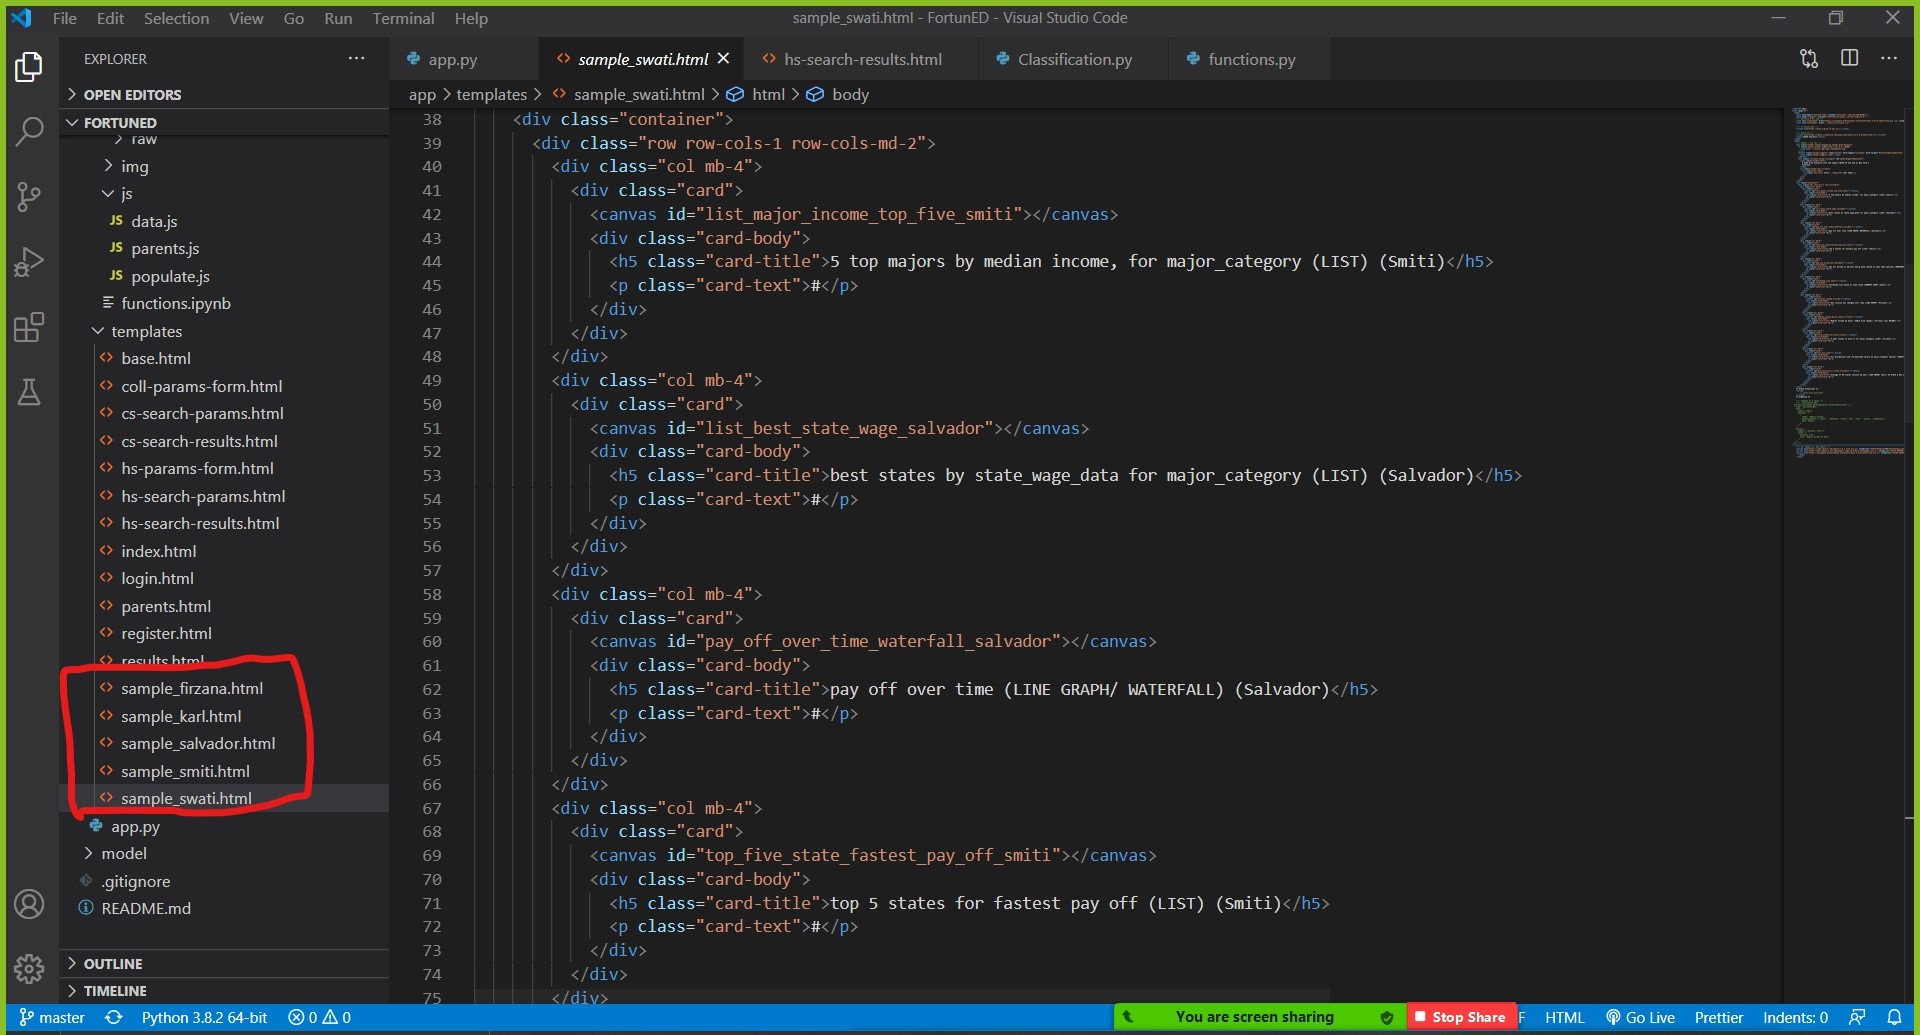 File Edit Selection View Go Run Terminal Help
sample_swati.html - FortunED - Visual Studio Code
EXPLORER
OPEN EDITORS
FORTUNED
raw
img
js
JS data.js
JS parents.js
JS populate.js
functions.ipynb
templates
base.html
coll-params-form.html
cs-search-params.html
cs-search-results.html
hs-params-form.html
hs-search-params.html
hs-search-results.html
index.html
login.html
parents.html
register.html
results.html
sample_firzana.html
sample_karl.html
sample_salvador.html
sample_smiti.html
sample_swati.html
app.py
model
.gitignore
README.md
OUTLINE
TIMELINE
app.py sample_swati.html hs-search-results.html Classification.py functions.py
app > templates > sample_swati.html > html > body
38 <div class="container">
39 <div class="row row-cols-1 row-cols-md-2">
40 <div class="col mb-4">
41 <div class="card">
42 <canvas id="list_major_income_top_five_smiti"></canvas>
43 <div class="card-body">
44 <h5 class="card-title">5 top majors by median income, for major_category (LIST) (Smiti)</h5>
45 <p class="card-text">#</p>
46 </div>
47 </div>
48 </div>
49 <div class="col mb-4">
50 <div class="card">
51 <canvas id="list_best_state_wage_salvador"></canvas>
52 <div class="card-body">
53 <h5 class="card-title">best states by state_wage_data for major_category (LIST) (Salvador)</h5>
54 <p class="card-text">#</p>
55 </div>
56 </div>
57 </div>
58 <div class="col mb-4">
59 <div class="card">
60 <canvas id="pay_off_over_time_waterfall_salvador"></canvas>
61 <div class="card-body">
62 <h5 class="card-title">pay off over time (LINE GRAPH/ WATERFALL) (Salvador)</h5>
63 <p class="card-text">#</p>
64 </div>
65 </div>
66 </div>
67 <div class="col mb-4">
68 <div class="card">
69 <canvas id="top_five_state_fastest_pay_off_smiti"></canvas>
70 <div class="card-body">
71 <h5 class="card-title">top 5 states for fastest pay off (LIST) (Smiti)</h5>
72 <p class="card-text">#</p>
73 </div>
74 </div>
75 </div>
master Python 3.8.2 64-bit 0 0 You are screen sharing Stop Share F HTML Go Live Prettier Indents: 0